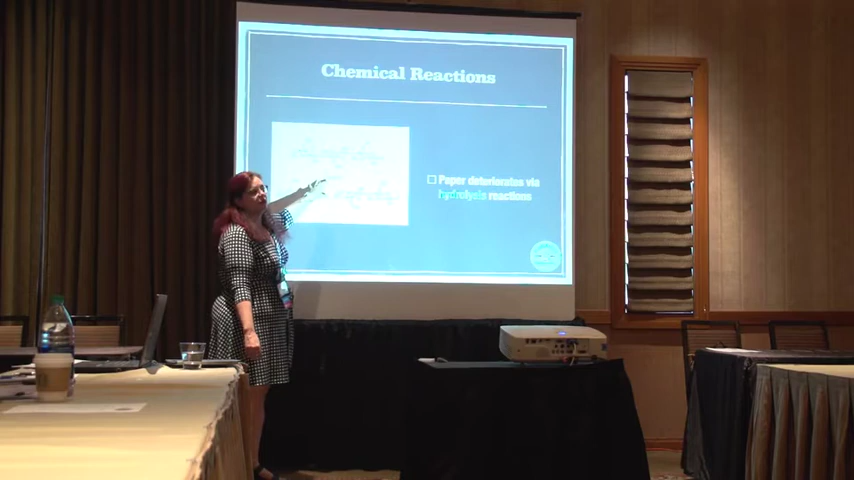 Chemical Reactions
Paper deteriorates via
hydrolysis reactions